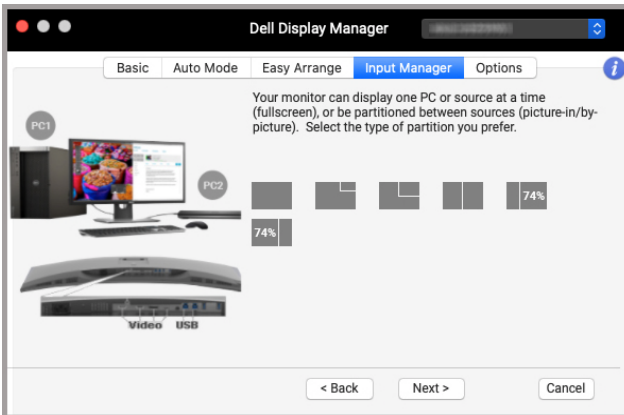 Dell Display Manager
Basic
Auto Mode
Easy Arrange
Input Manager
Options
i
Your monitor can display one PC or source at a time
(fullscreen), or be partitioned between sources (picture-in/by-
picture). Select the type of partition you prefer.
PC1
PC2
74%
74%
Video USB
< Back
Next >
Cancel